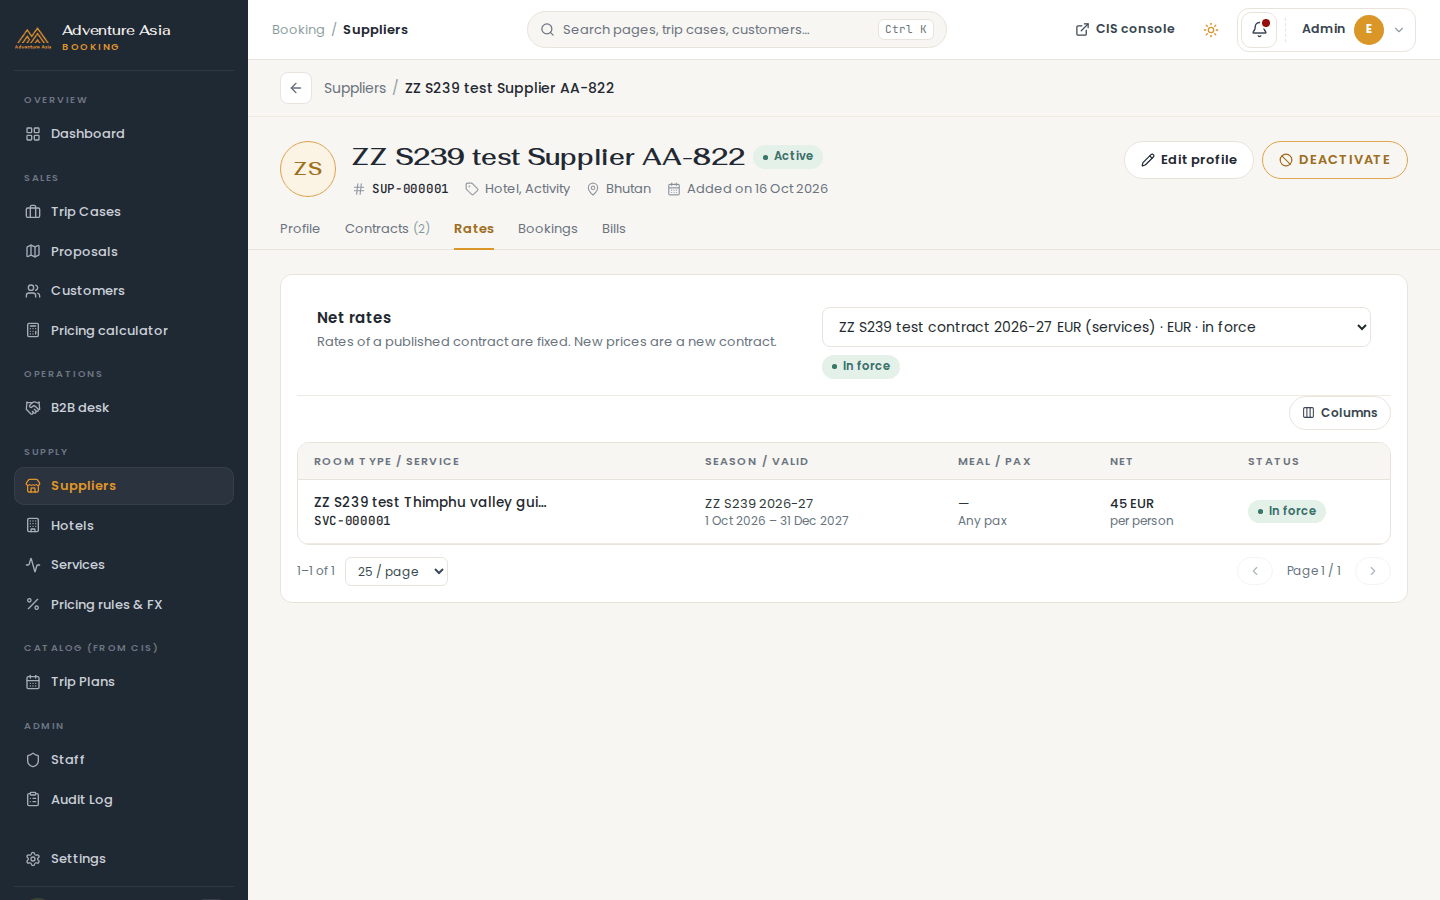 Adventure Asia
BOOKING
Adventure Asia
OVERVIEW
Dashboard
SALES
Trip Cases
Proposals
Customers
Pricing calculator
OPERATIONS
B2B desk
SUPPLY
Suppliers
Hotels
Services
Pricing rules & FX
CATALOG (FROM CIS)
Trip Plans
ADMIN
Staff
Audit Log
Settings
Booking / Suppliers
Search pages, trip cases, customers…
Ctrl K
CIS console
Admin
E
Suppliers / ZZ S239 test Supplier AA-822
ZS
ZZ S239 test Supplier AA-822
Active
SUP-000001
Hotel, Activity
Bhutan
Added on 16 Oct 2026
Edit profile
DEACTIVATE
Profile
Contracts (2)
Rates
Bookings
Bills
Net rates
Rates of a published contract are fixed. New prices are a new contract.
ZZ S239 test contract 2026-27 EUR (services) · EUR · in force
In force
Columns
ROOM TYPE / SERVICE
SEASON / VALID
MEAL / PAX
NET
STATUS
ZZ S239 test Thimphu valley gui…
SVC-000001
ZZ S239 2026-27
1 Oct 2026 – 31 Dec 2027
—
Any pax
45 EUR
per person
In force
1–1 of 1
25 / page
Page 1 / 1